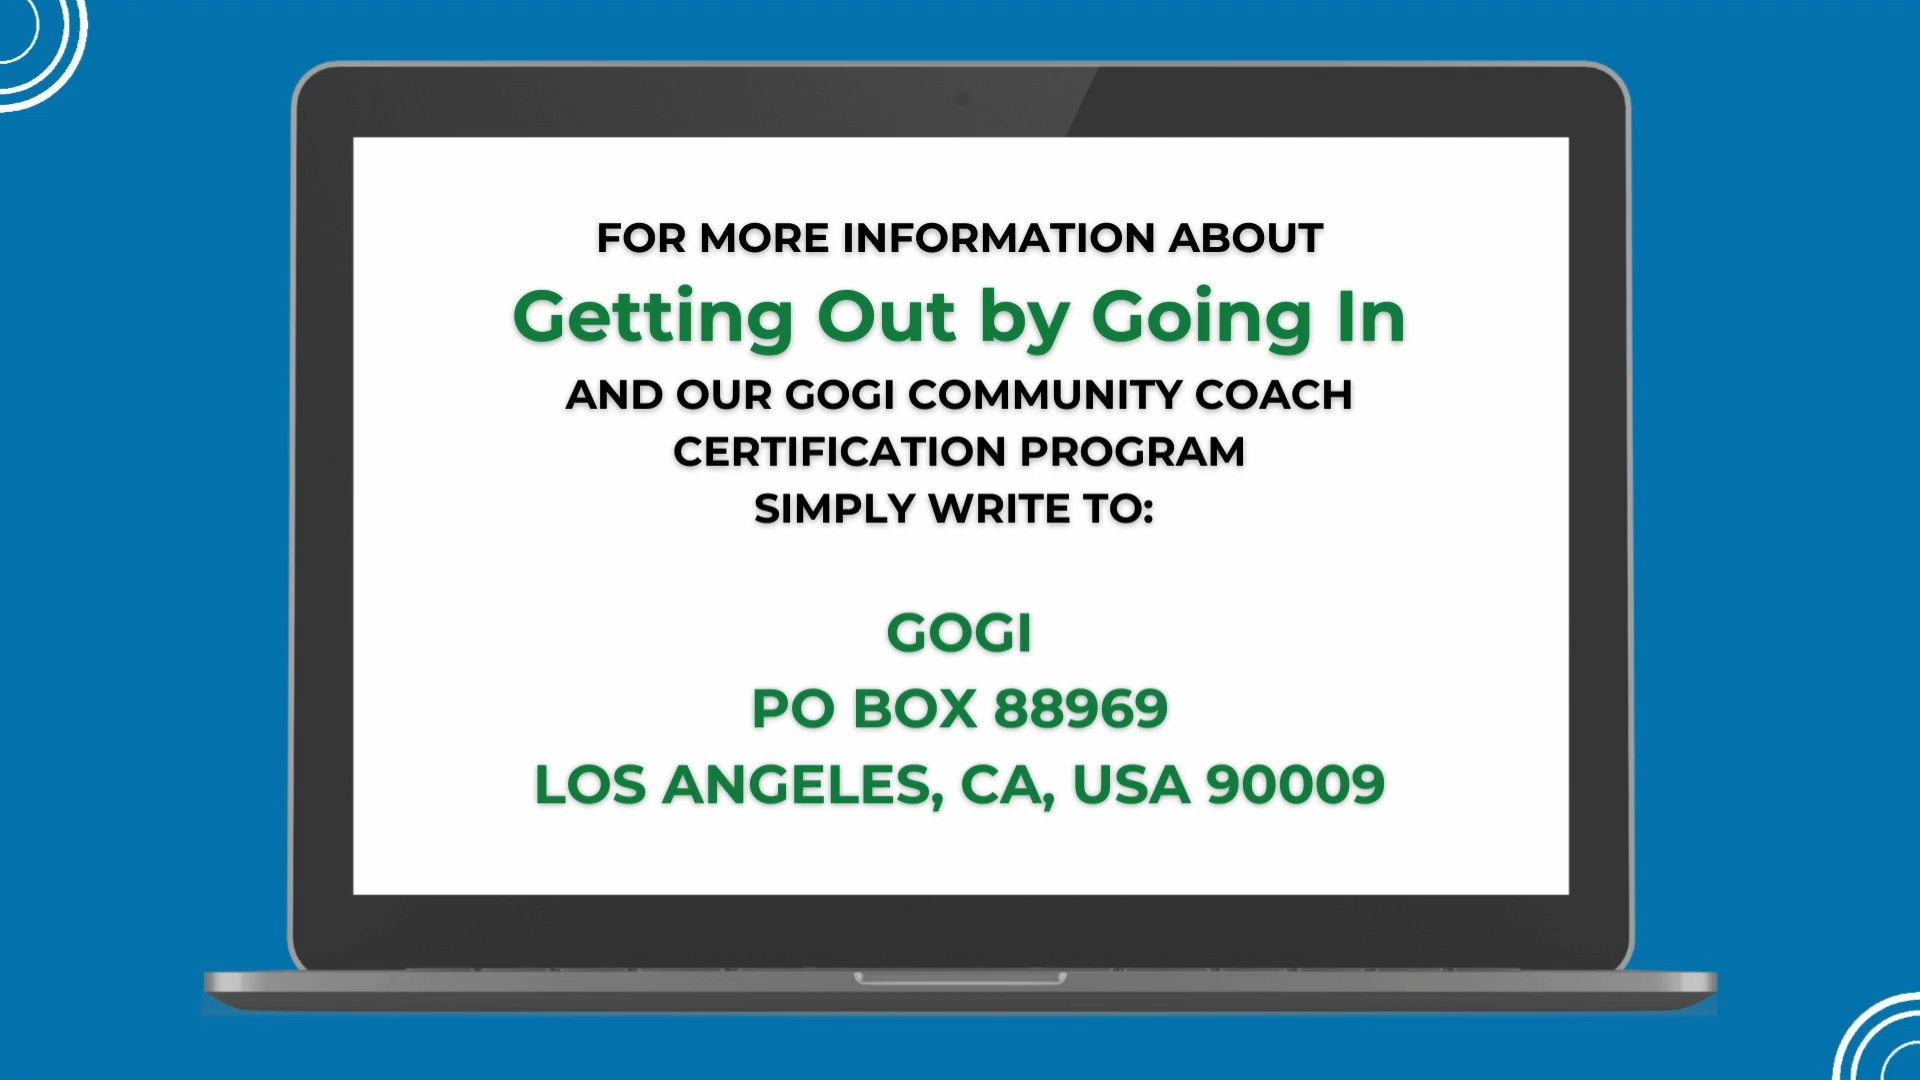 FOR MORE INFORMATION ABOUT
Getting Out by Going In
AND OUR GOGI COMMUNITY COACH
CERTIFICATION PROGRAM
SIMPLY WRITE TO:
GOGI
PO BOX 88969
LOS ANGELES, CA, USA 90009